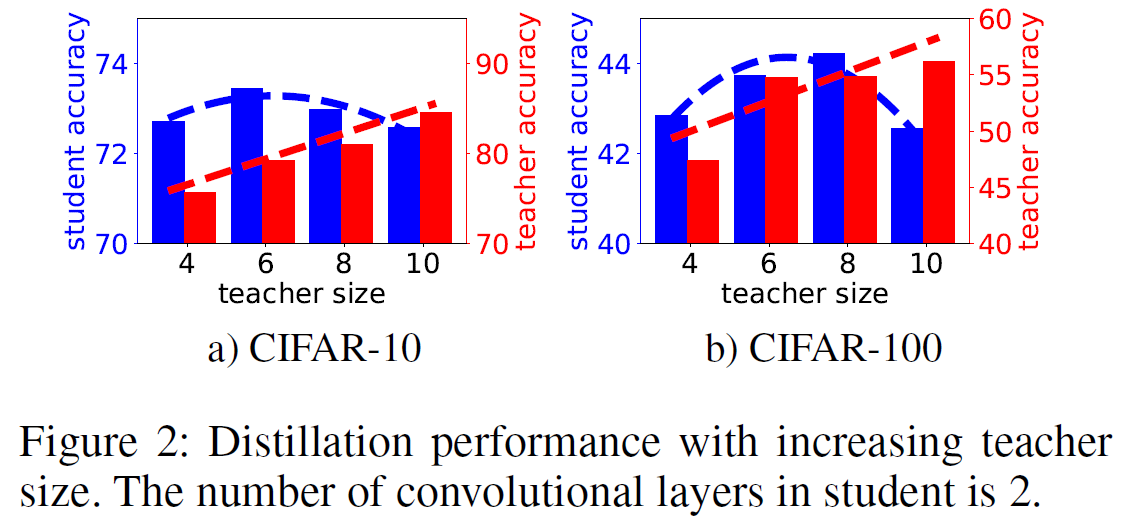 student accuracy
74
72
70
90
80
70
teacher accuracy
4 6 8 10
teacher size
a) CIFAR-10
student accuracy
44
42
40
60
55
50
45
40
teacher accuracy
4 6 8 10
teacher size
b) CIFAR-100
Figure 2: Distillation performance with increasing teacher
size. The number of convolutional layers in student is 2.